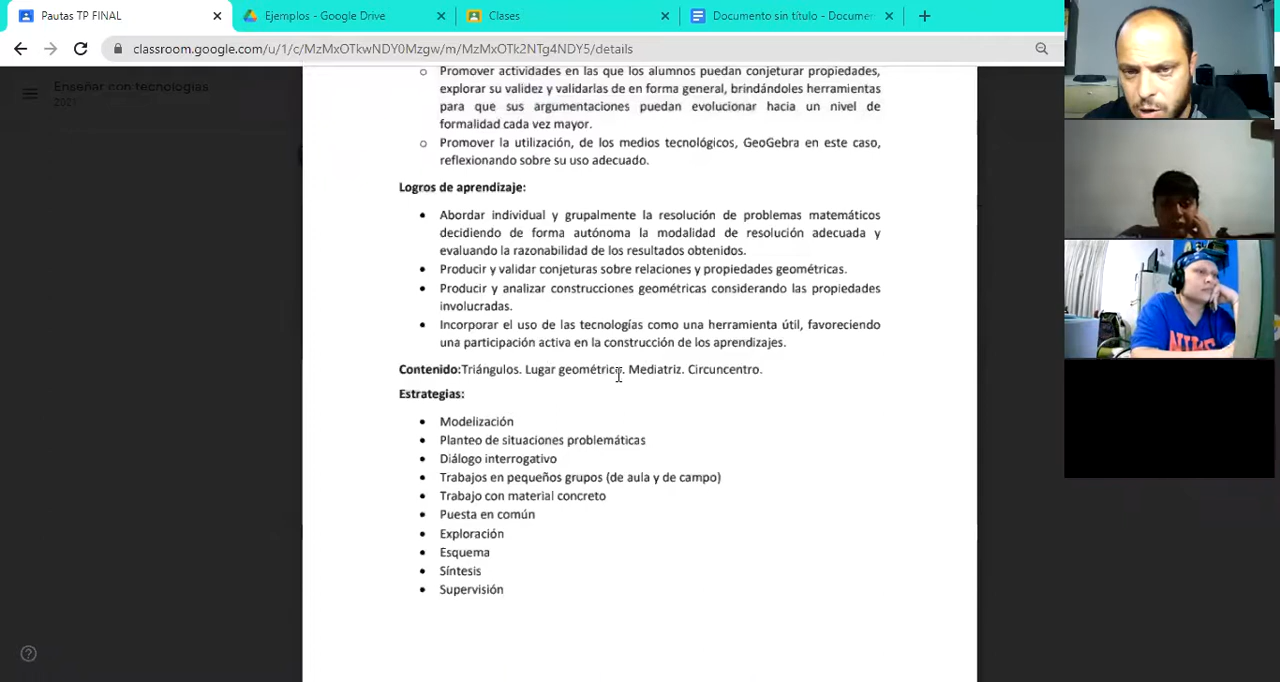 Pautas TP FINAL
Ejemplos - Google Drive
Clases
Documento sin título - Documen
classroom.google.com/u/1/c/MzMxOTkwNDY0Mzgw/m/MzMxOTk2NTg4NDY5/details
Enseñar con tecnologías
2021
Promover actividades en las que los alumnos puedan conjeturar propiedades,
explorar su validez y validarlas de en forma general, brindándoles herramientas
para que sus argumentaciones puedan evolucionar hacia un nivel de
formalidad cada vez mayor.
Promover la utilización, de los medios tecnológicos, GeoGebra en este caso,
reflexionando sobre su uso adecuado.
Logros de aprendizaje:
Abordar individual y grupalmente la resolución de problemas matemáticos
decidiendo de forma autónoma la modalidad de resolución adecuada y
evaluando la razonabilidad de los resultados obtenidos.
Producir y validar conjeturas sobre relaciones y propiedades geométricas.
Producir y analizar construcciones geométricas considerando las propiedades
involucradas.
Incorporar el uso de las tecnologías como una herramienta útil, favoreciendo
una participación activa en la construcción de los aprendizajes.
Contenido:Triángulos. Lugar geométrico. Mediatriz. Circuncentro.
Estrategias:
Modelización
Planteo de situaciones problemáticas
Diálogo interrogativo
Trabajos en pequeños grupos (de aula y de campo)
Trabajo con material concreto
Puesta en común
Exploración
Esquema
Síntesis
Supervisión